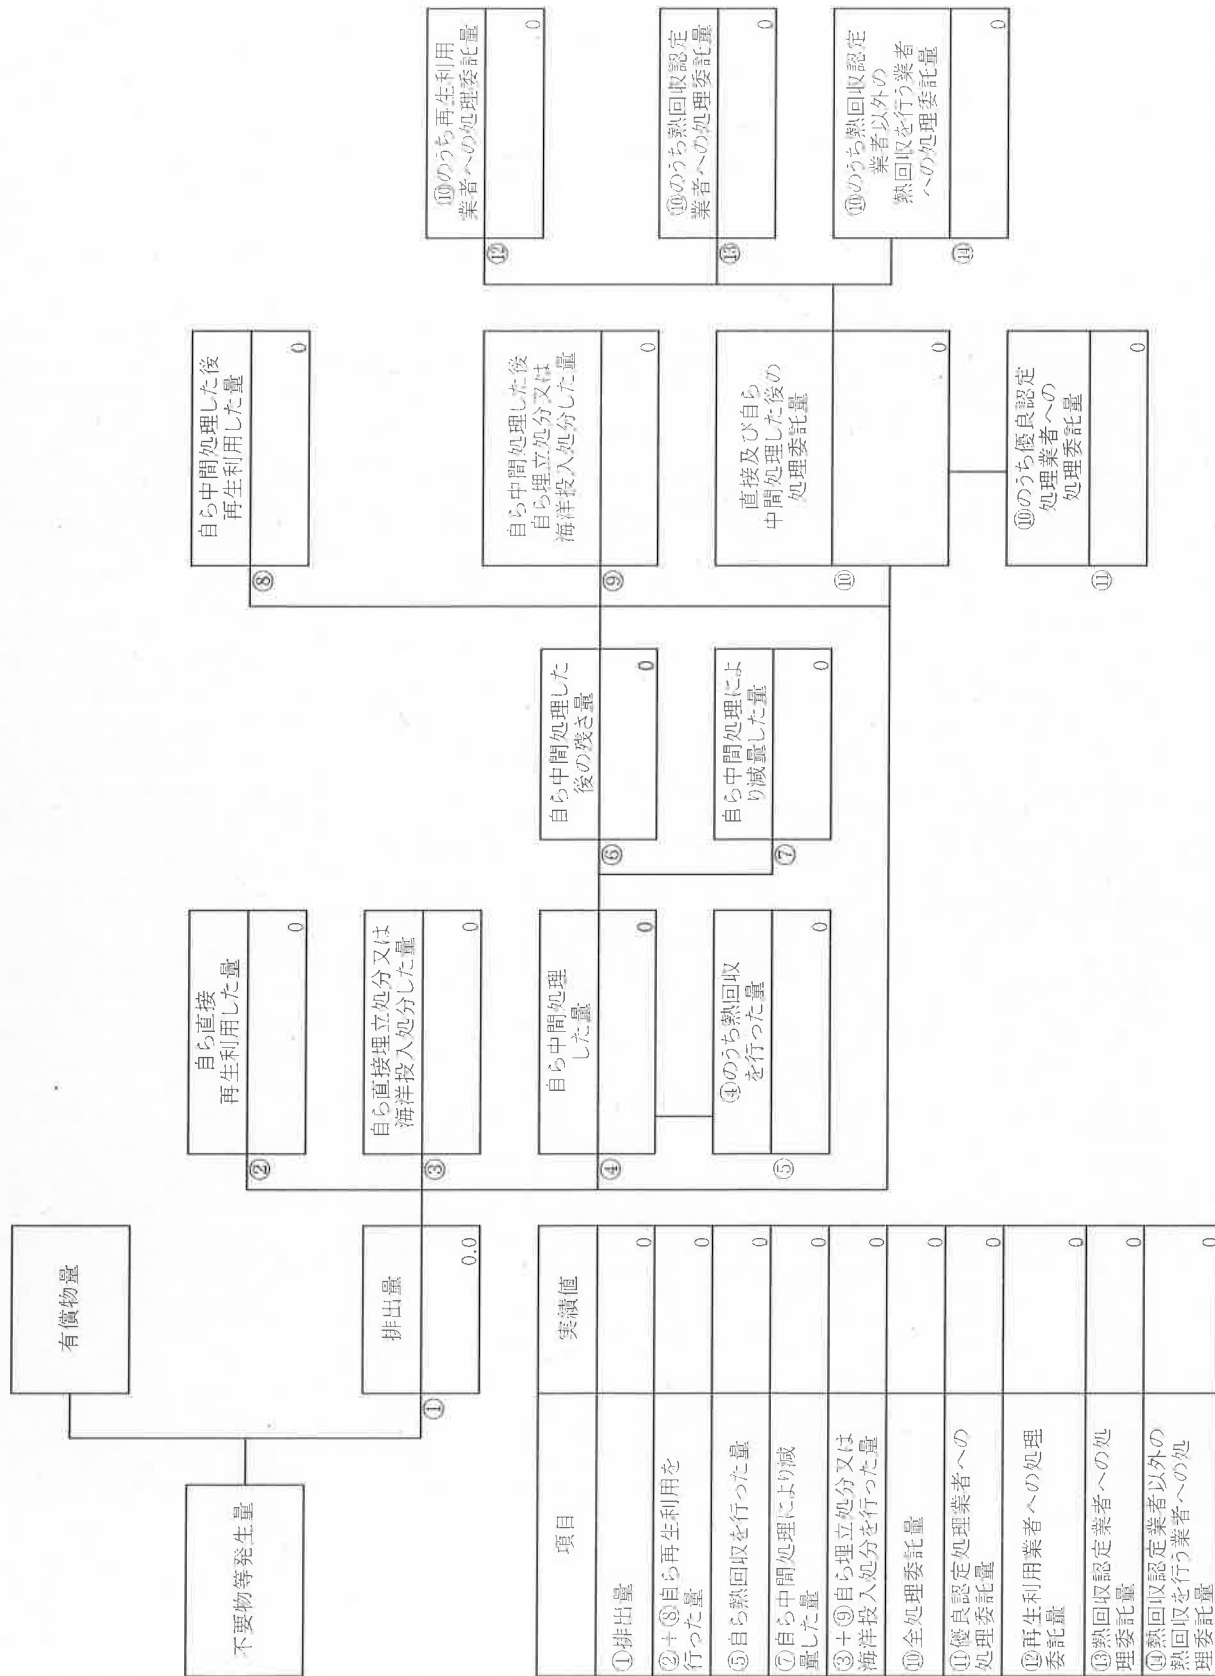 有償物量
不要物等発生量
排出量
①
0.0
自ら直接
再生利用した量
②
0
自ら直接埋立処分又は
海洋投入処分した量
③
0
自ら中間処理
した量
④
0
④のうち熱回収
を行った量
⑤
0
自ら中間処理した
後の残さ量
⑥
0
自ら中間処理によ
り減量した量
⑦
0
自ら中間処理した後
再生利用した量
⑧
0
自ら中間処理した後
自ら埋立処分又は
海洋投入処分した量
⑨
0
直接及び自ら
中間処理した後の
処理委託量
⑩
0
⑩のうち優良認定
処理業者への
処理委託量
⑪
0
⑩のうち再生利用
業者への処理委託量
⑫
0
⑩のうち熱回収認定
業者への処理委託量
⑬
0
⑩のうち熱回収認定
業者以外の
熱回収を行う業者
への処理委託量
⑭
0
項目 実績値
①排出量 0
②+⑧自ら再生利用を
行った量 0
⑤自ら熱回収を行った量 0
⑦自ら中間処理により減
量した量 0
③+⑨自ら埋立処分又は
海洋投入処分を行った量 0
⑩全処理委託量 0
⑪優良認定処理業者への
処理委託量 0
⑫再生利用業者への処理
委託量 0
⑬熱回収認定業者への処
理委託量 0
⑭熱回収認定業者以外の
熱回収を行う業者への処
理委託量 0